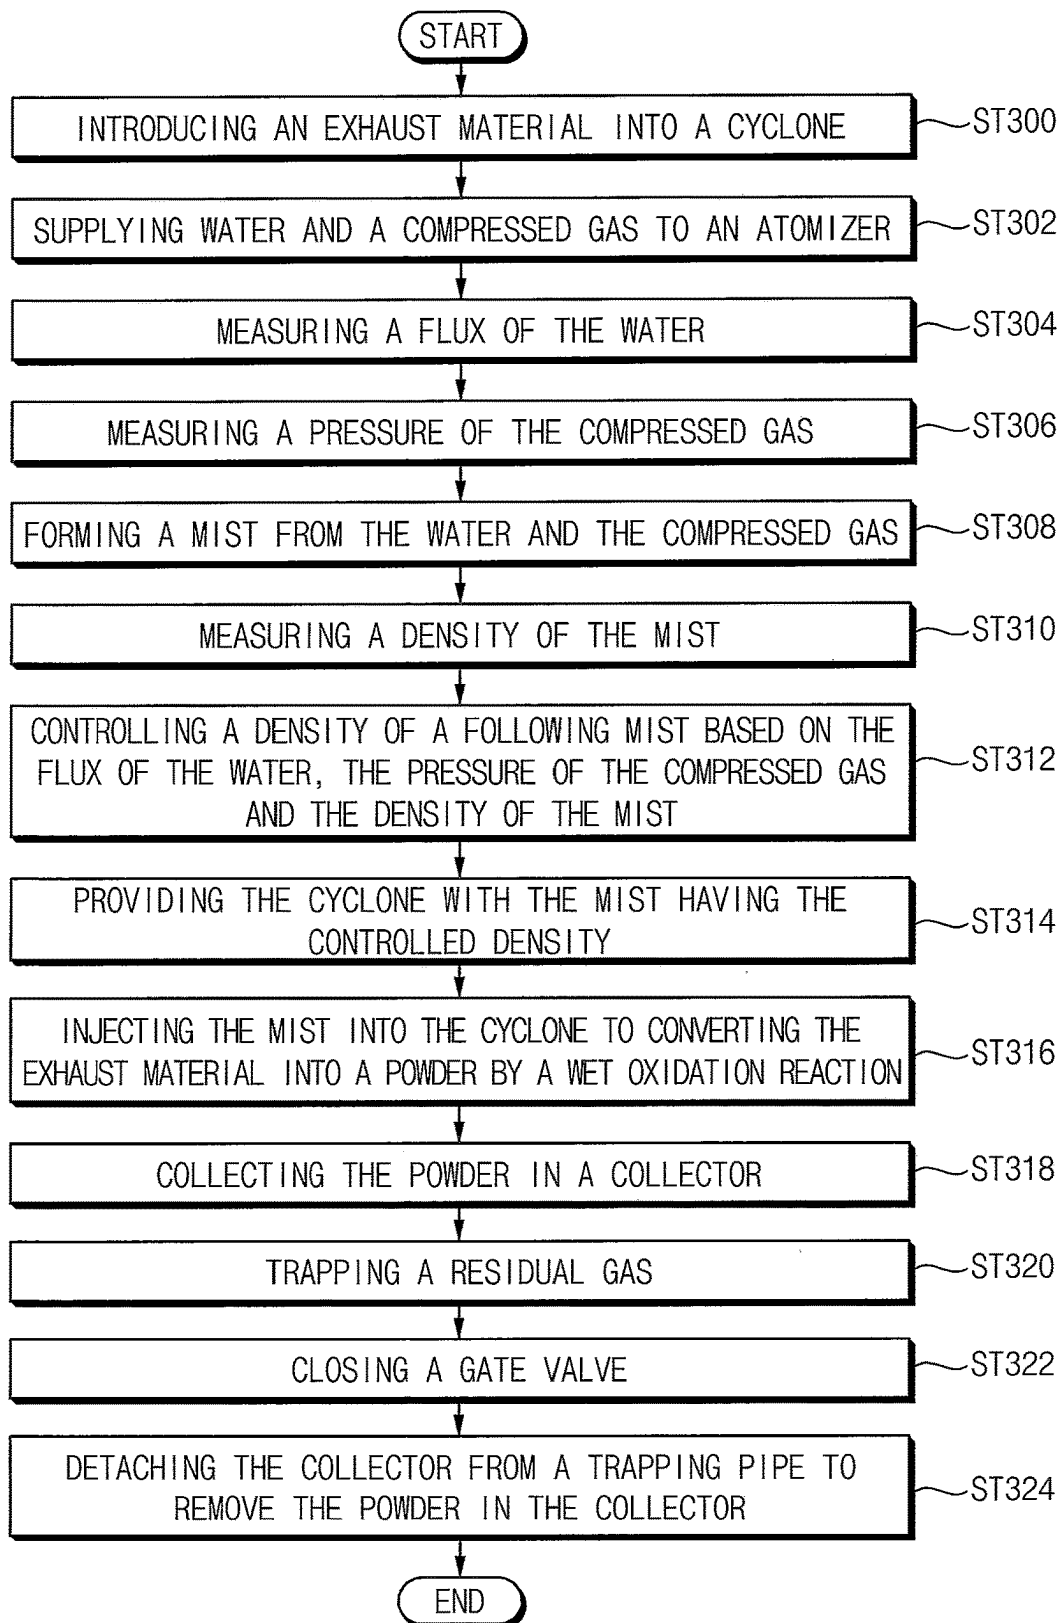 START
INTRODUCING AN EXHAUST MATERIAL INTO A CYCLONE
ST300
SUPPLYING WATER AND A COMPRESSED GAS TO AN ATOMIZER
ST302
MEASURING A FLUX OF THE WATER
ST304
MEASURING A PRESSURE OF THE COMPRESSED GAS
ST306
FORMING A MIST FROM THE WATER AND THE COMPRESSED GAS
ST308
MEASURING A DENSITY OF THE MIST
ST310
CONTROLLING A DENSITY OF A FOLLOWING MIST BASED ON THE
FLUX OF THE WATER, THE PRESSURE OF THE COMPRESSED GAS
AND THE DENSITY OF THE MIST
ST312
PROVIDING THE CYCLONE WITH THE MIST HAVING THE
CONTROLLED DENSITY
ST314
INJECTING THE MIST INTO THE CYCLONE TO CONVERTING THE
EXHAUST MATERIAL INTO A POWDER BY A WET OXIDATION REACTION
ST316
COLLECTING THE POWDER IN A COLLECTOR
ST318
TRAPPING A RESIDUAL GAS
ST320
CLOSING A GATE VALVE
ST322
DETACHING THE COLLECTOR FROM A TRAPPING PIPE TO
REMOVE THE POWDER IN THE COLLECTOR
ST324
END